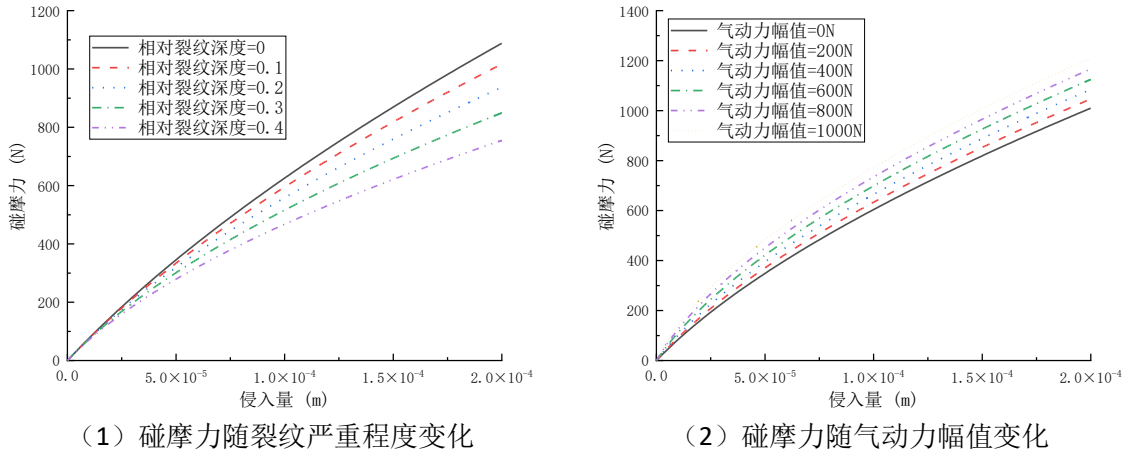 1200
1000
800
600
400
200
0
碰摩力 (N)
相对裂纹深度=0
相对裂纹深度=0.1
相对裂纹深度=0.2
相对裂纹深度=0.3
相对裂纹深度=0.4
0.0
5.0×10⁻⁵
1.0×10⁻⁴
1.5×10⁻⁴
2.0×10⁻⁴
侵入量 (m)
(1) 碰摩力随裂纹严重程度变化
1400
1200
1000
800
600
400
200
0
碰摩力 (N)
气动力幅值=0N
气动力幅值=200N
气动力幅值=400N
气动力幅值=600N
气动力幅值=800N
气动力幅值=1000N
0.0
5.0×10⁻⁵
1.0×10⁻⁴
1.5×10⁻⁴
2.0×10⁻⁴
侵入量 (m)
(2) 碰摩力随气动力幅值变化